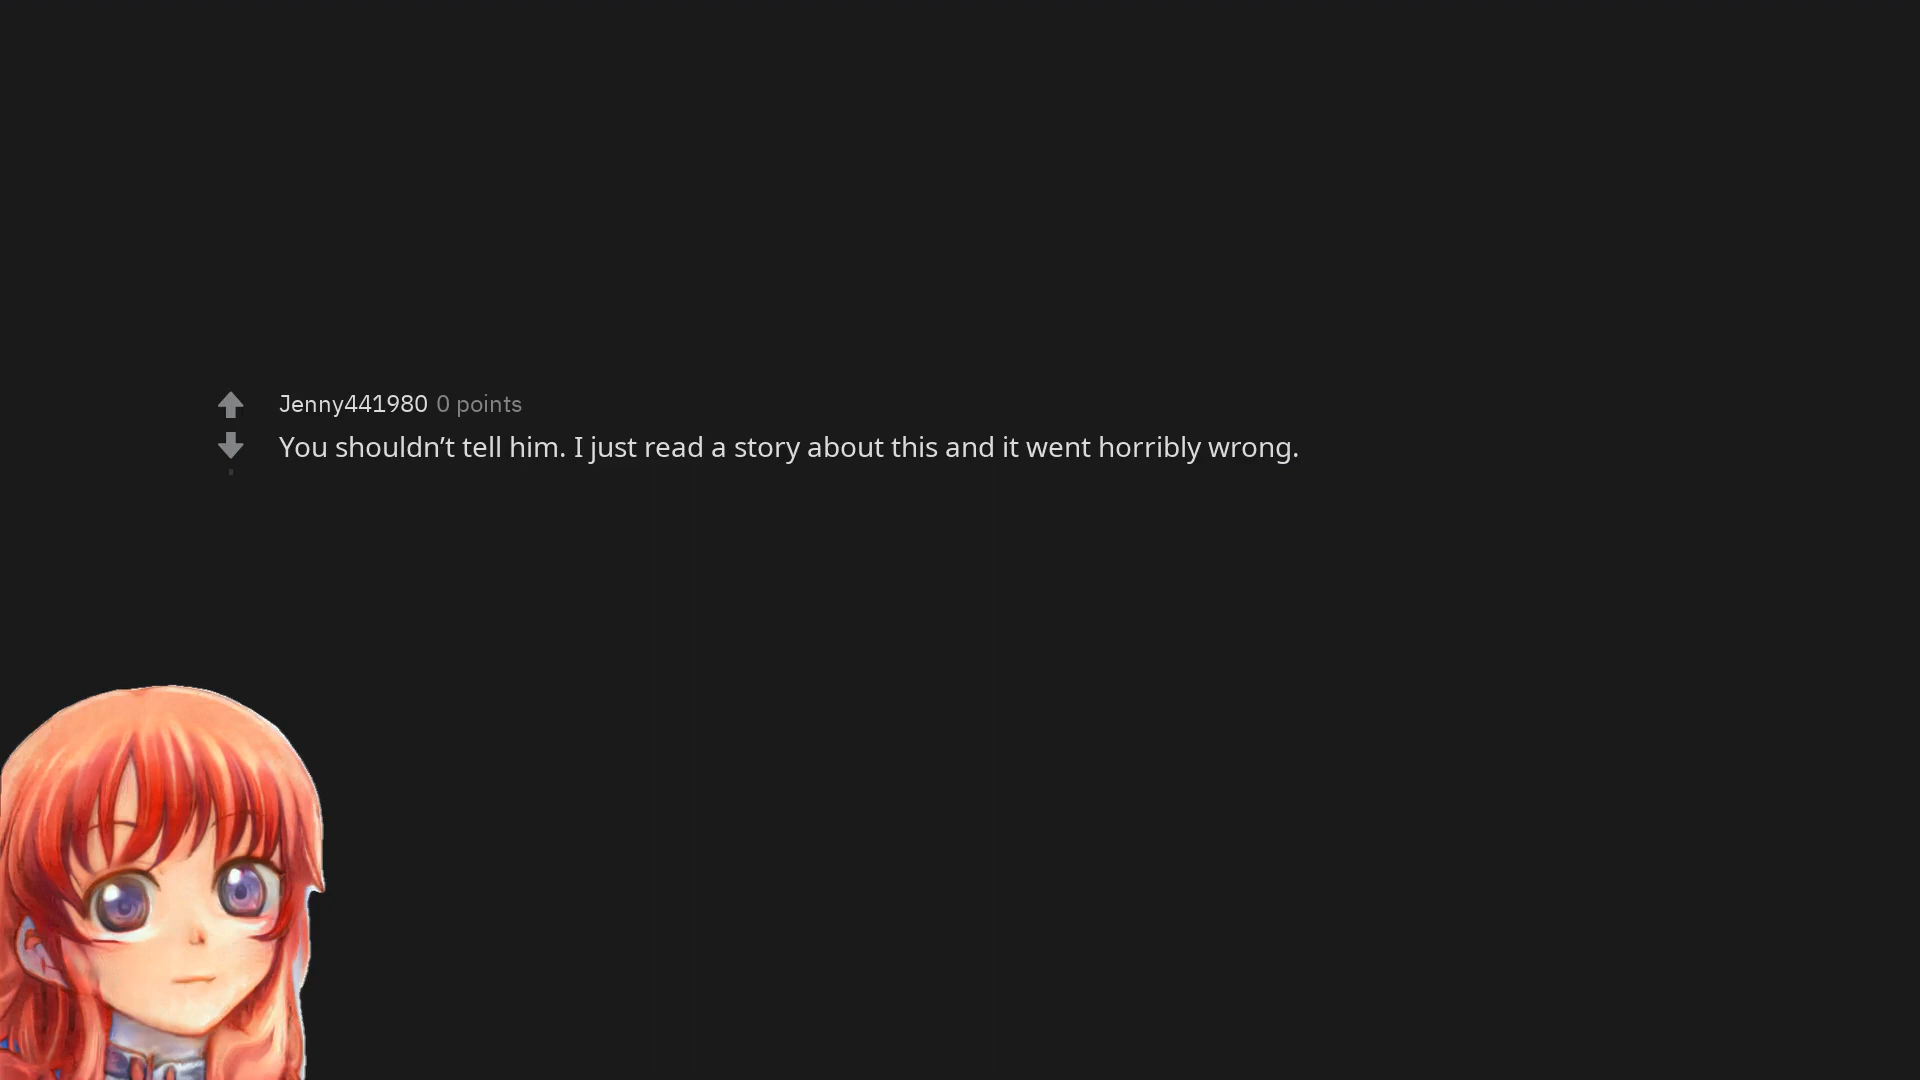 Jenny441980 0 points
You shouldn’t tell him. I just read a story about this and it went horribly wrong.